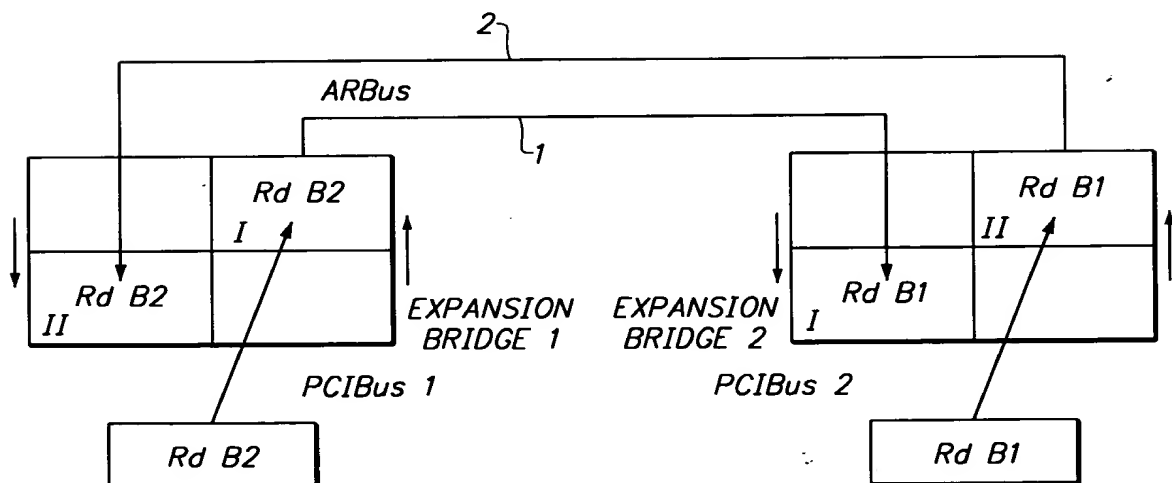 2
ARBus
1
Rd B2
I
Rd B2
II
EXPANSION
BRIDGE 1
PCIBus 1
Rd B2
Rd B1
II
Rd B1
I
EXPANSION
BRIDGE 2
PCIBus 2
Rd B1